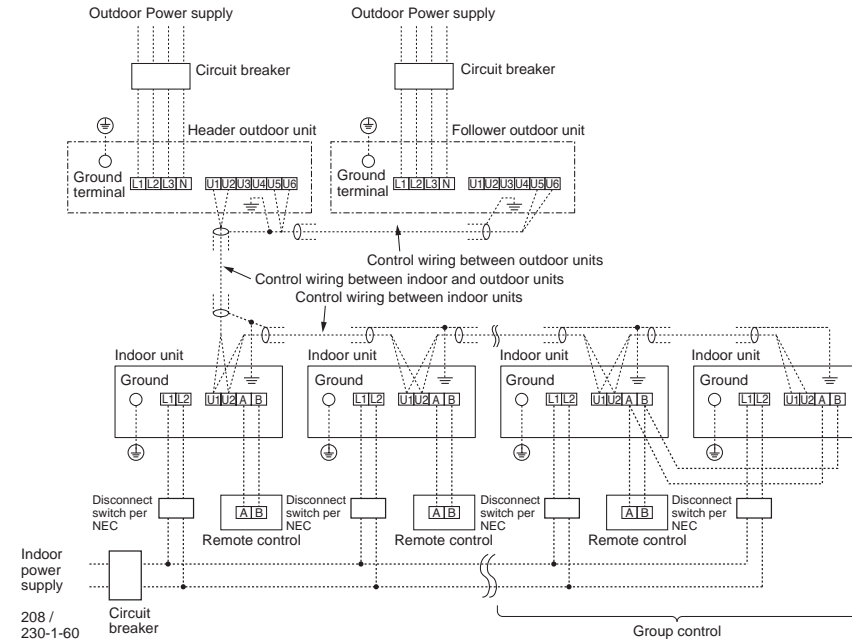 Outdoor Power supply
Outdoor Power supply
Circuit breaker
Circuit breaker
Header outdoor unit
Follower outdoor unit
Ground
terminal
L1 L2 L3 N
U1 U2 U3 U4 U5 U6
Ground
terminal
L1 L2 L3 N
U1 U2 U3 U4 U5 U6
Control wiring between outdoor units
Control wiring between indoor and outdoor units
Control wiring between indoor units
Indoor unit
Indoor unit
Indoor unit
Indoor unit
Ground
Ground
Ground
Ground
L1 L2
U1 U2 A B
L1 L2
U1 U2 A B
L1 L2
U1 U2 A B
L1 L2
U1 U2 A B
Disconnect
switch per
NEC
A B
Remote control
Disconnect
switch per
NEC
A B
Remote control
Disconnect
switch per
NEC
A B
Remote control
Disconnect
switch per
NEC
Indoor
power
supply
208 /
230-1-60
Circuit
breaker
Group control